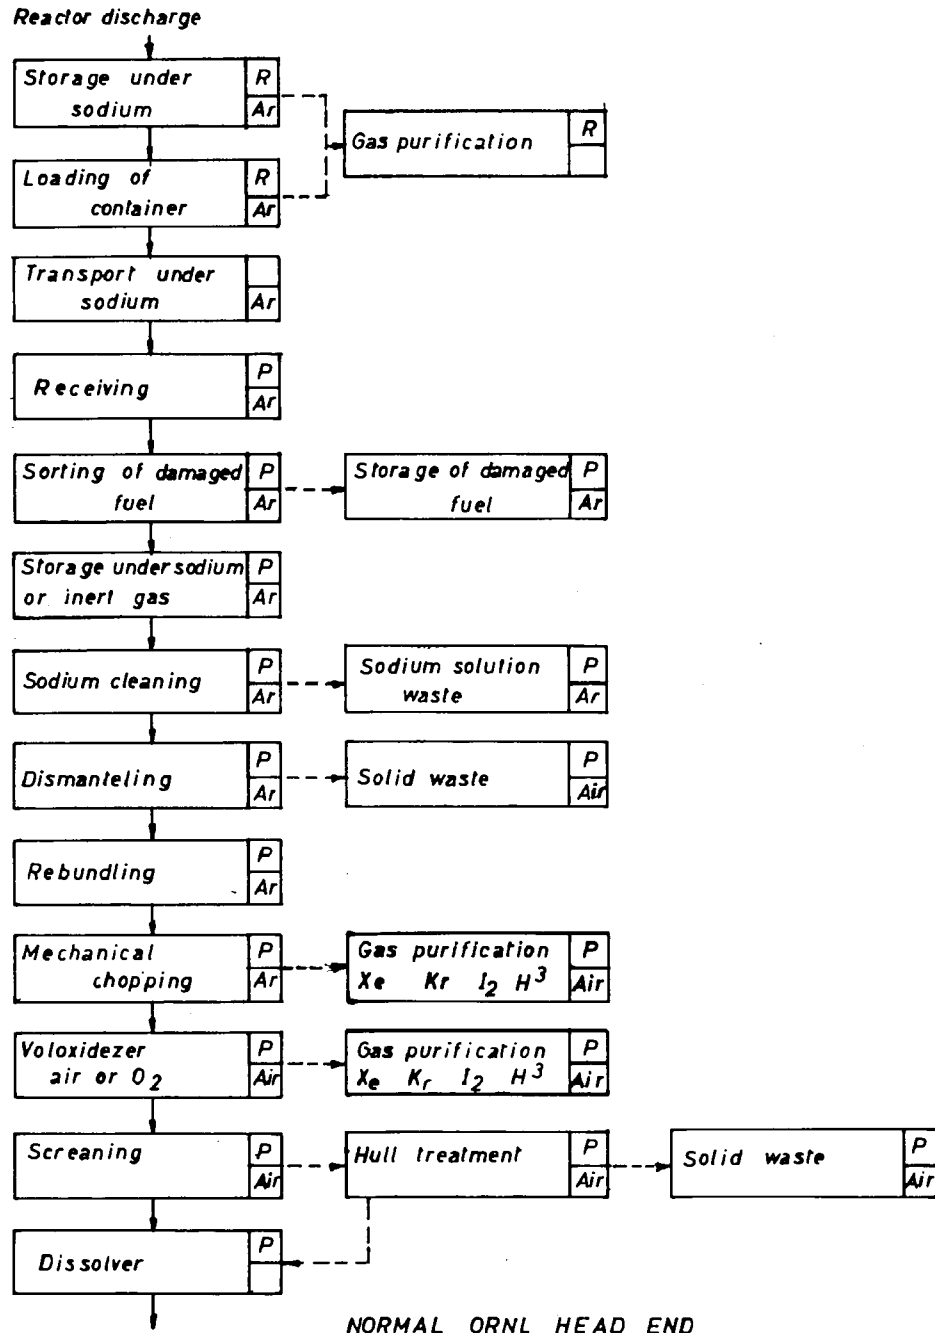 Reactor discharge
Storage under
sodium
R
Ar
Gas purification
R
Loading of
container
R
Ar
Transport under
sodium
Ar
Receiving
P
Ar
Sorting of damaged
fuel
P
Ar
Storage of damaged
fuel
P
Ar
Storage under sodium
or inert gas
P
Ar
Sodium cleaning
P
Ar
Sodium solution
waste
P
Ar
Dismanteling
P
Ar
Solid waste
P
Air
Rebundling
P
Ar
Mechanical
chopping
P
Ar
Gas purification
Xe Kr I2 H3
P
Air
Voloxidezer
air or O2
P
Air
Gas purification
Xe Kr I2 H3
P
Air
Screaning
P
Air
Hull treatment
P
Air
Solid waste
P
Air
Dissolver
P
NORMAL ORNL HEAD END